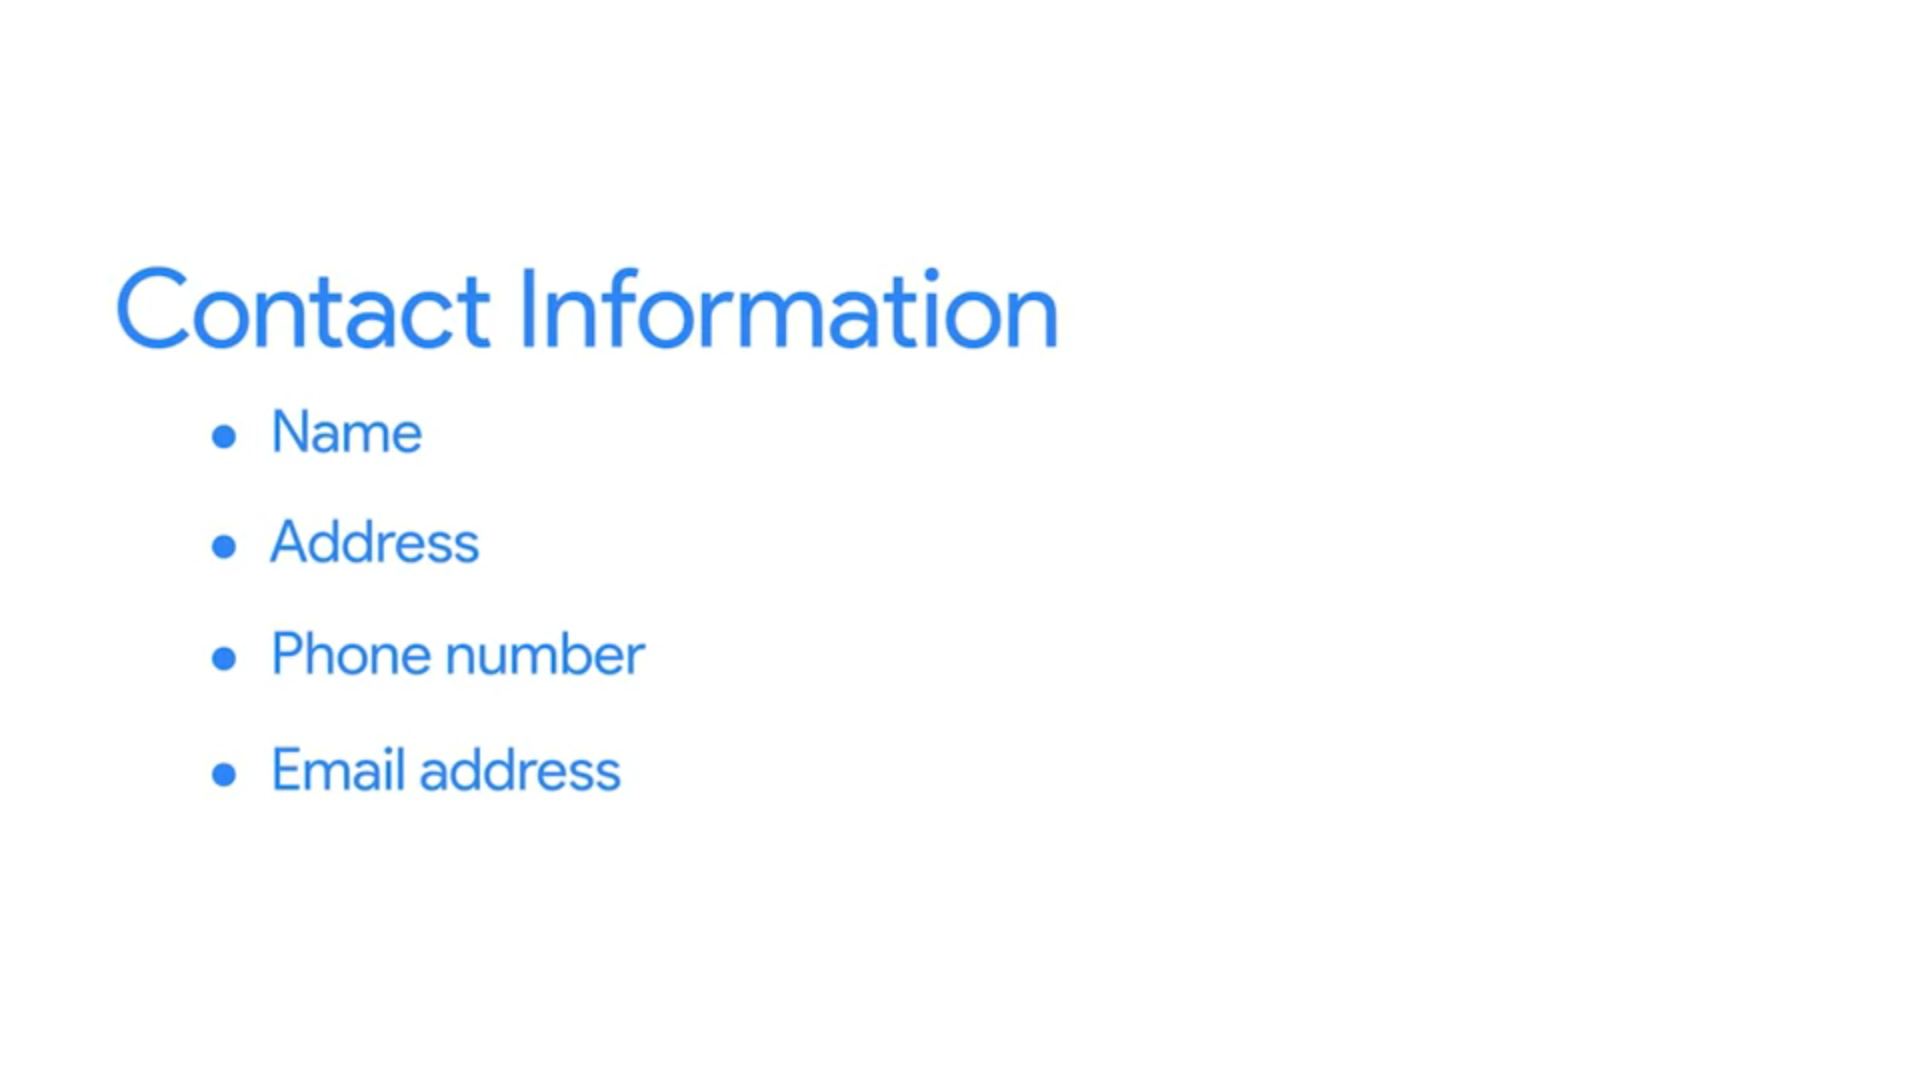 Contact Information
● Name
● Address
● Phone number
● Email address